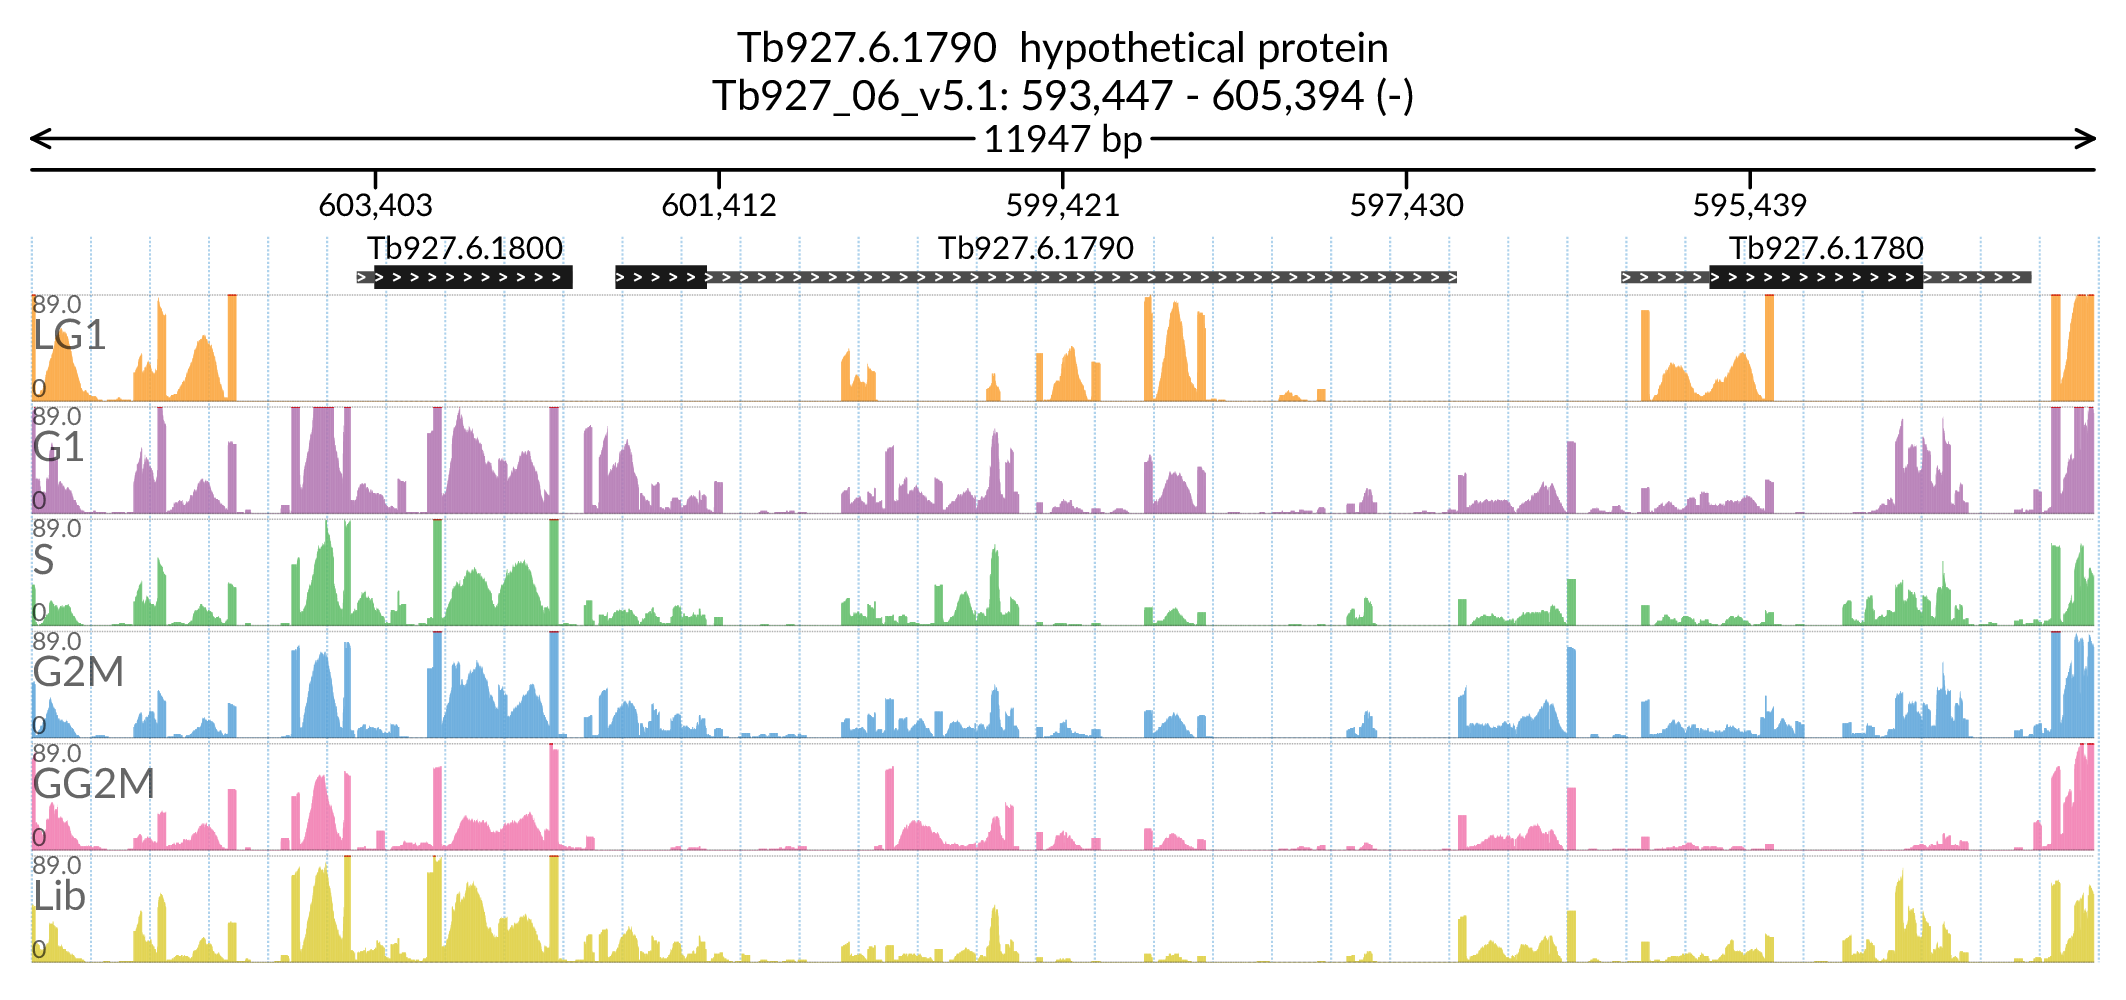 Tb927.6.1790 hypothetical protein
Tb927_06_v5.1: 593,447 - 605,394 (-)
11947 bp
603,403 601,412 599,421 597,430 595,439
Tb927.6.1800 Tb927.6.1790 Tb927.6.1780
89.0
LG1
0
89.0
G1
0
89.0
S
0
89.0
G2M
0
89.0
GG2M
0
89.0
Lib
0